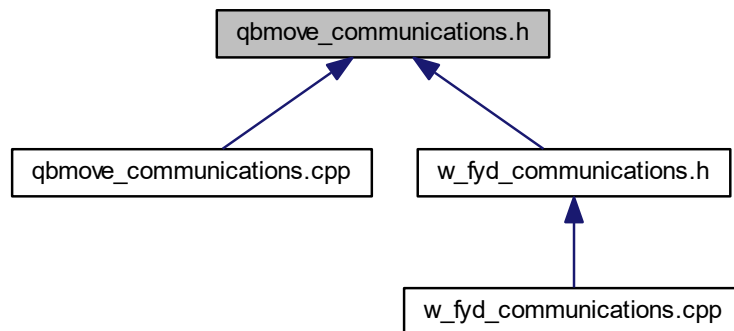 qbmove_communications.h
qbmove_communications.cpp
w_fyd_communications.h
w_fyd_communications.cpp